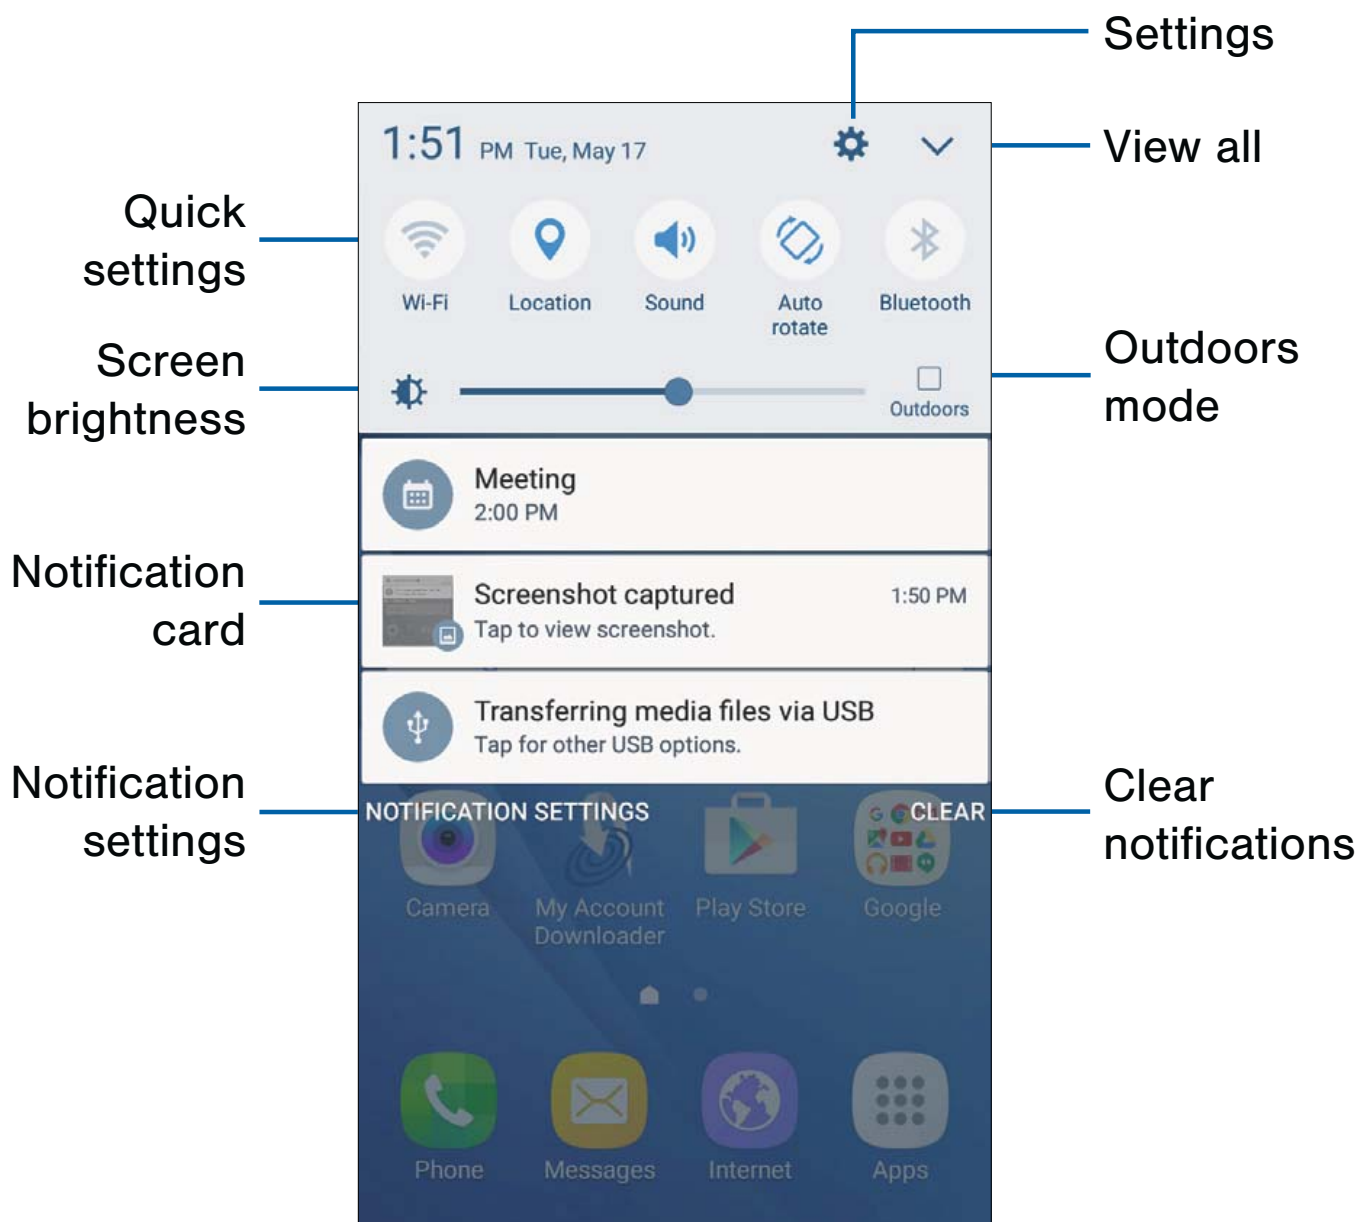 Settings
1:51 PM Tue, May 17
View all
Quick
settings
Wi-Fi
Location
Sound
Auto
rotate
Bluetooth
Screen
brightness
Outdoors
Outdoors
mode
Meeting
2:00 PM
Notification
card
Screenshot captured
1:50 PM
Tap to view screenshot.
Transferring media files via USB
Tap for other USB options.
Notification
settings
NOTIFICATION SETTINGS
CLEAR
Clear
notifications
Camera
My Account
Downloader
Play Store
Google
Phone
Messages
Internet
Apps